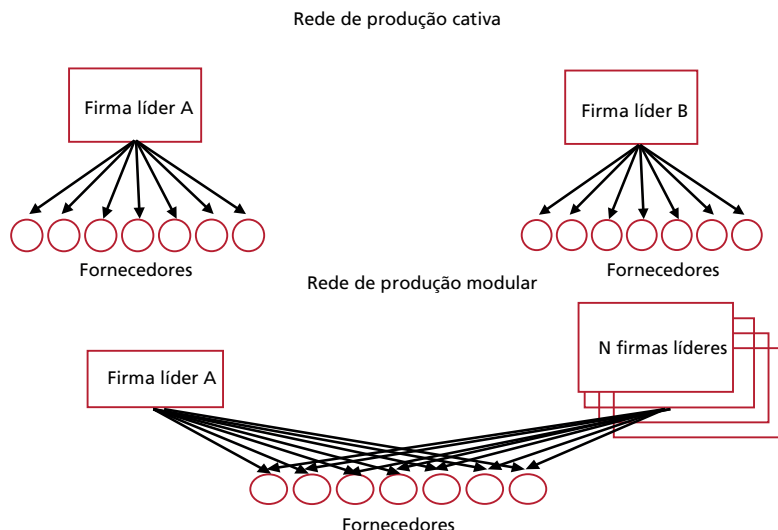 Rede de produção cativa
Firma líder A
Firma líder B
Fornecedores
Fornecedores
Rede de produção modular
N firmas líderes
Firma líder A
Fornecedores